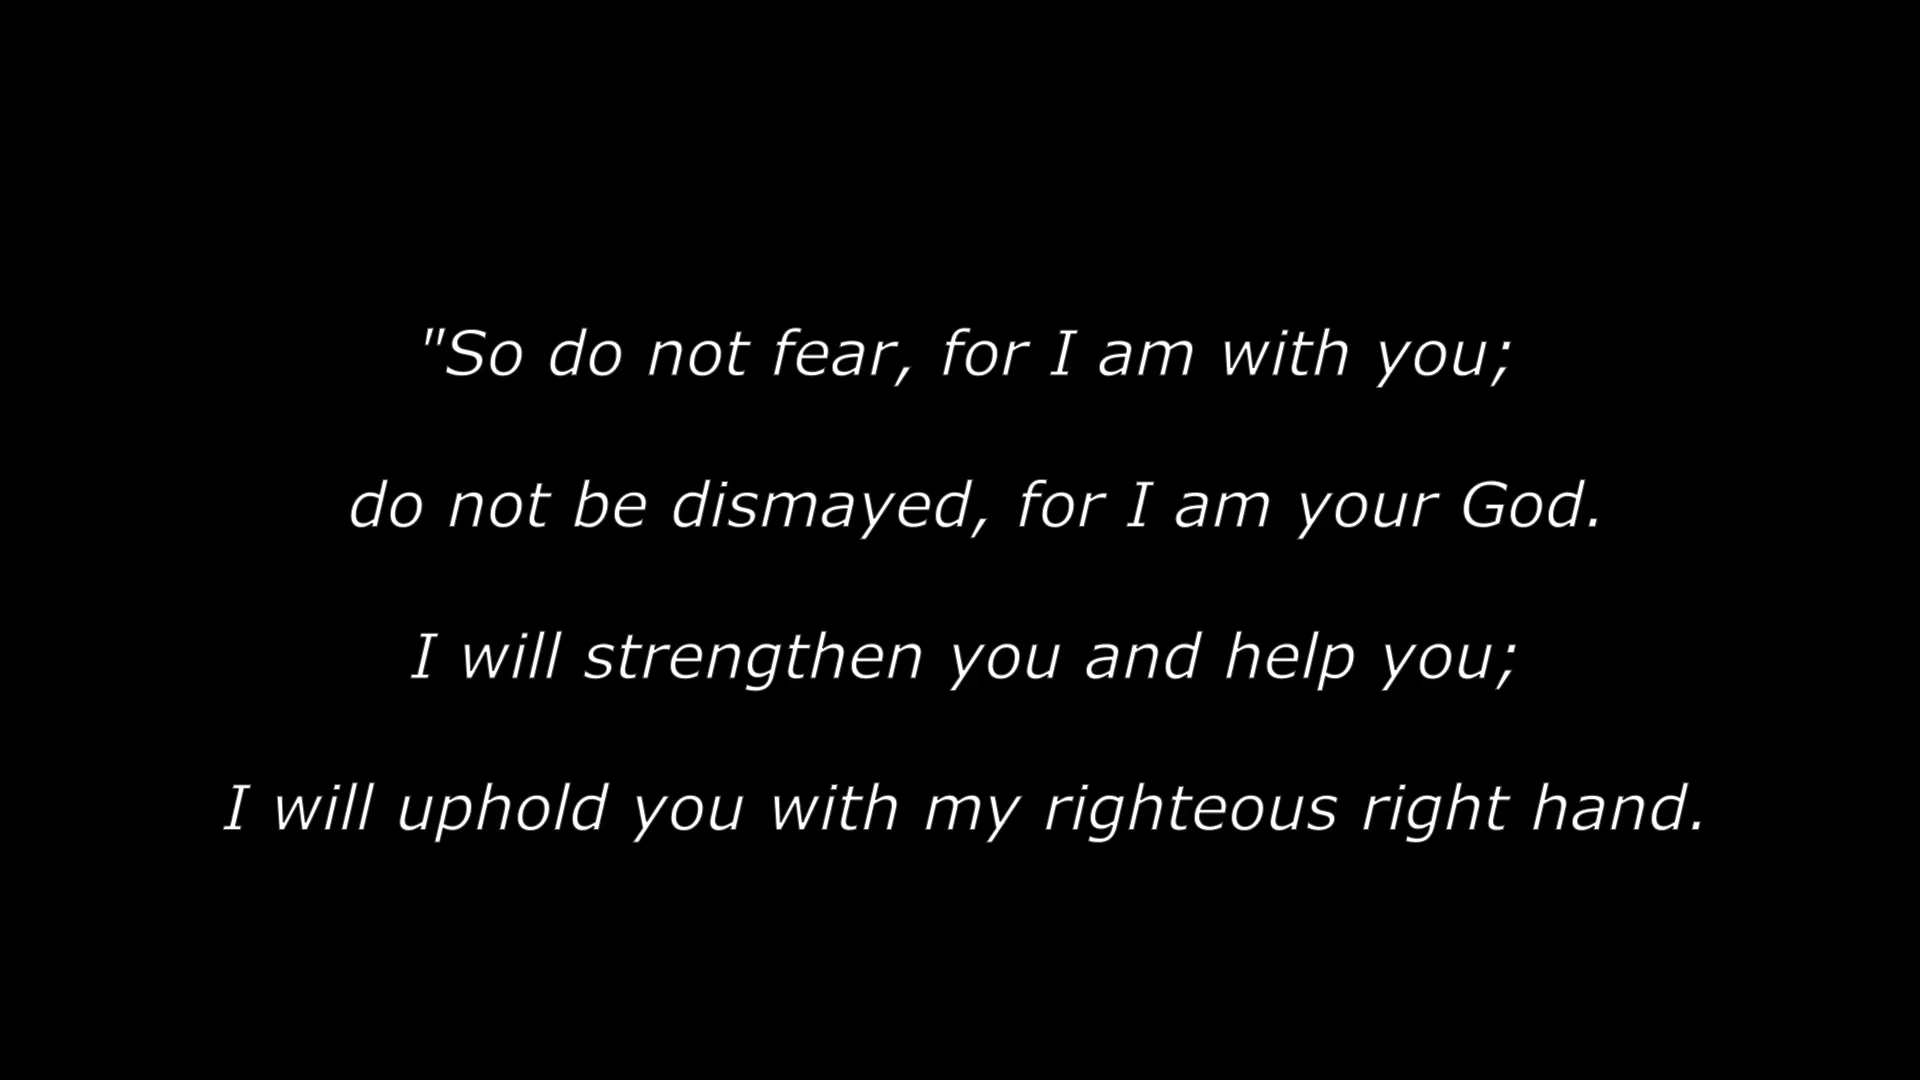 "So do not fear, for I am with you;
do not be dismayed, for I am your God.
I will strengthen you and help you;
I will uphold you with my righteous right hand.